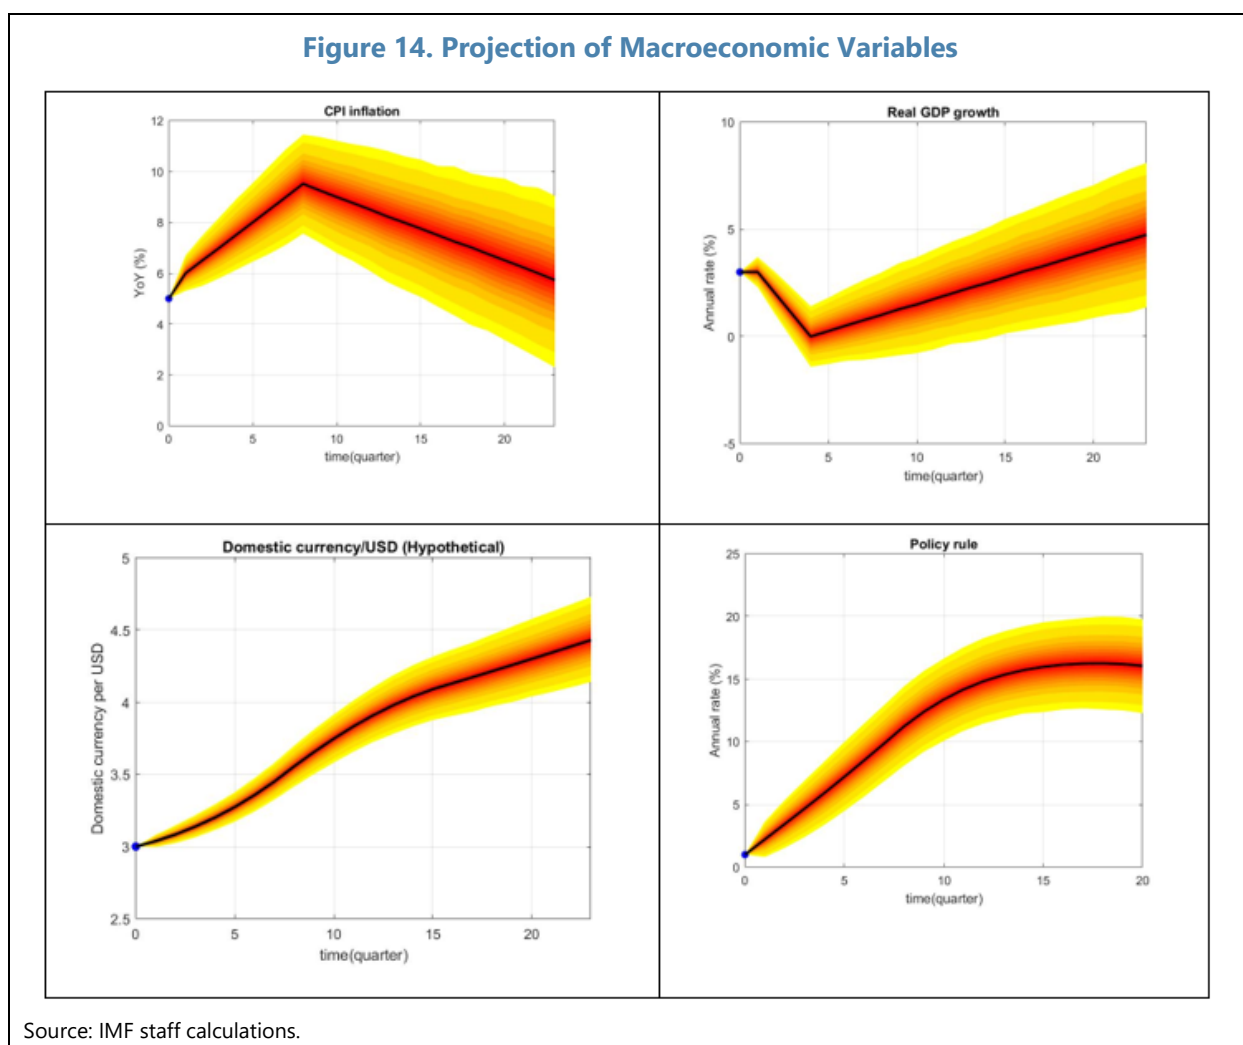 Figure 14. Projection of Macroeconomic Variables
CPI inflation
12
10
8
6
4
2
0
YoY (%)
0 5 10 15 20
time(quarter)
Real GDP growth
10
5
0
-5
Annual rate (%)
0 5 10 15 20
time(quarter)
Domestic currency/USD (Hypothetical)
5
4.5
4
3.5
3
2.5
Domestic currency per USD
0 5 10 15 20
time(quarter)
Policy rule
25
20
15
10
5
0
Annual rate (%)
0 5 10 15 20
time(quarter)
Source: IMF staff calculations.